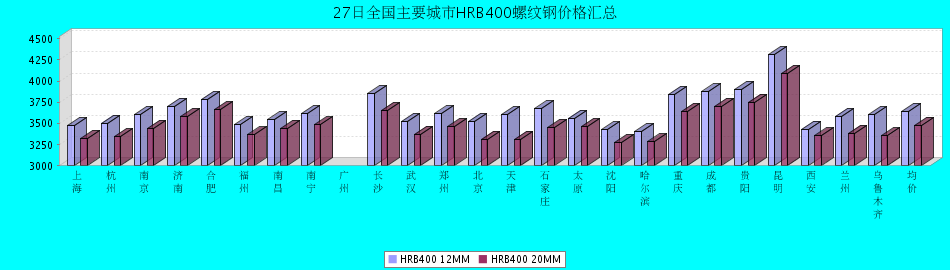 27日全国主要城市HRB400螺纹钢价格汇总
4500
4250
4000
3750
3500
3250
3000
上海 杭州 南京 济南 合肥 福州 南昌 南宁 广州 长沙 武汉 郑州 北京 天津 石家庄 太原 沈阳 哈尔滨 重庆 成都 贵阳 昆明 西安 兰州 乌鲁木齐 均价
HRB400 12MM HRB400 20MM